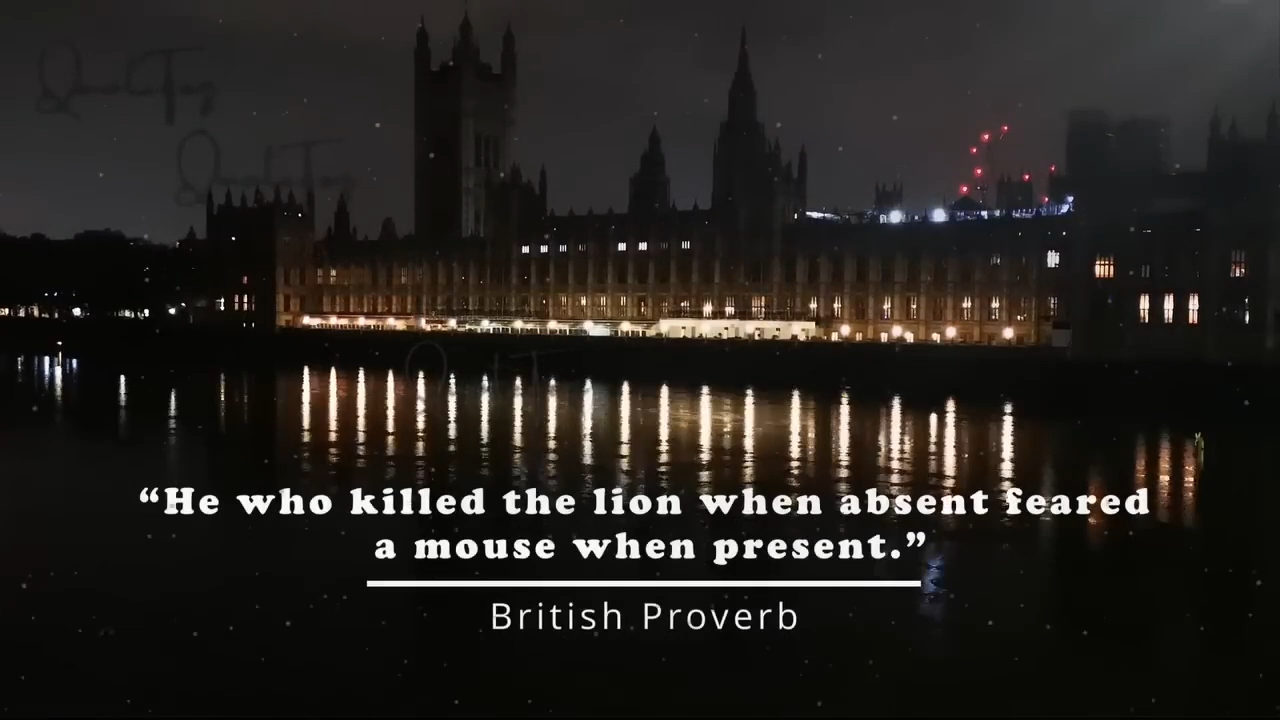 “He who killed the lion when absent feared
a mouse when present.”
British Proverb